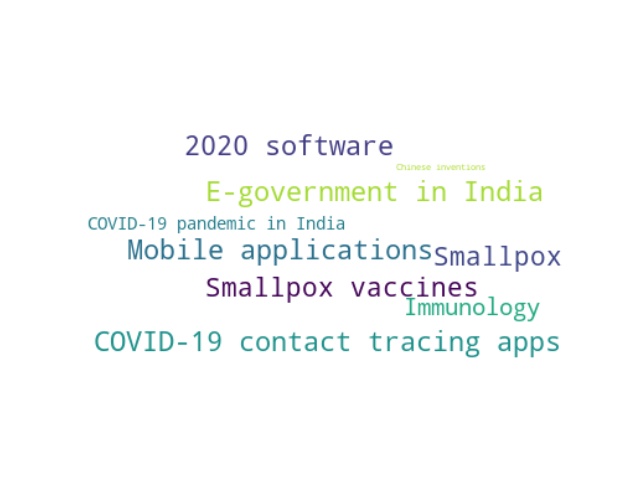 2020 software
Chinese inventions
E-government in India
COVID-19 pandemic in India
Mobile applications
Smallpox
Smallpox vaccines
Immunology
COVID-19 contact tracing apps